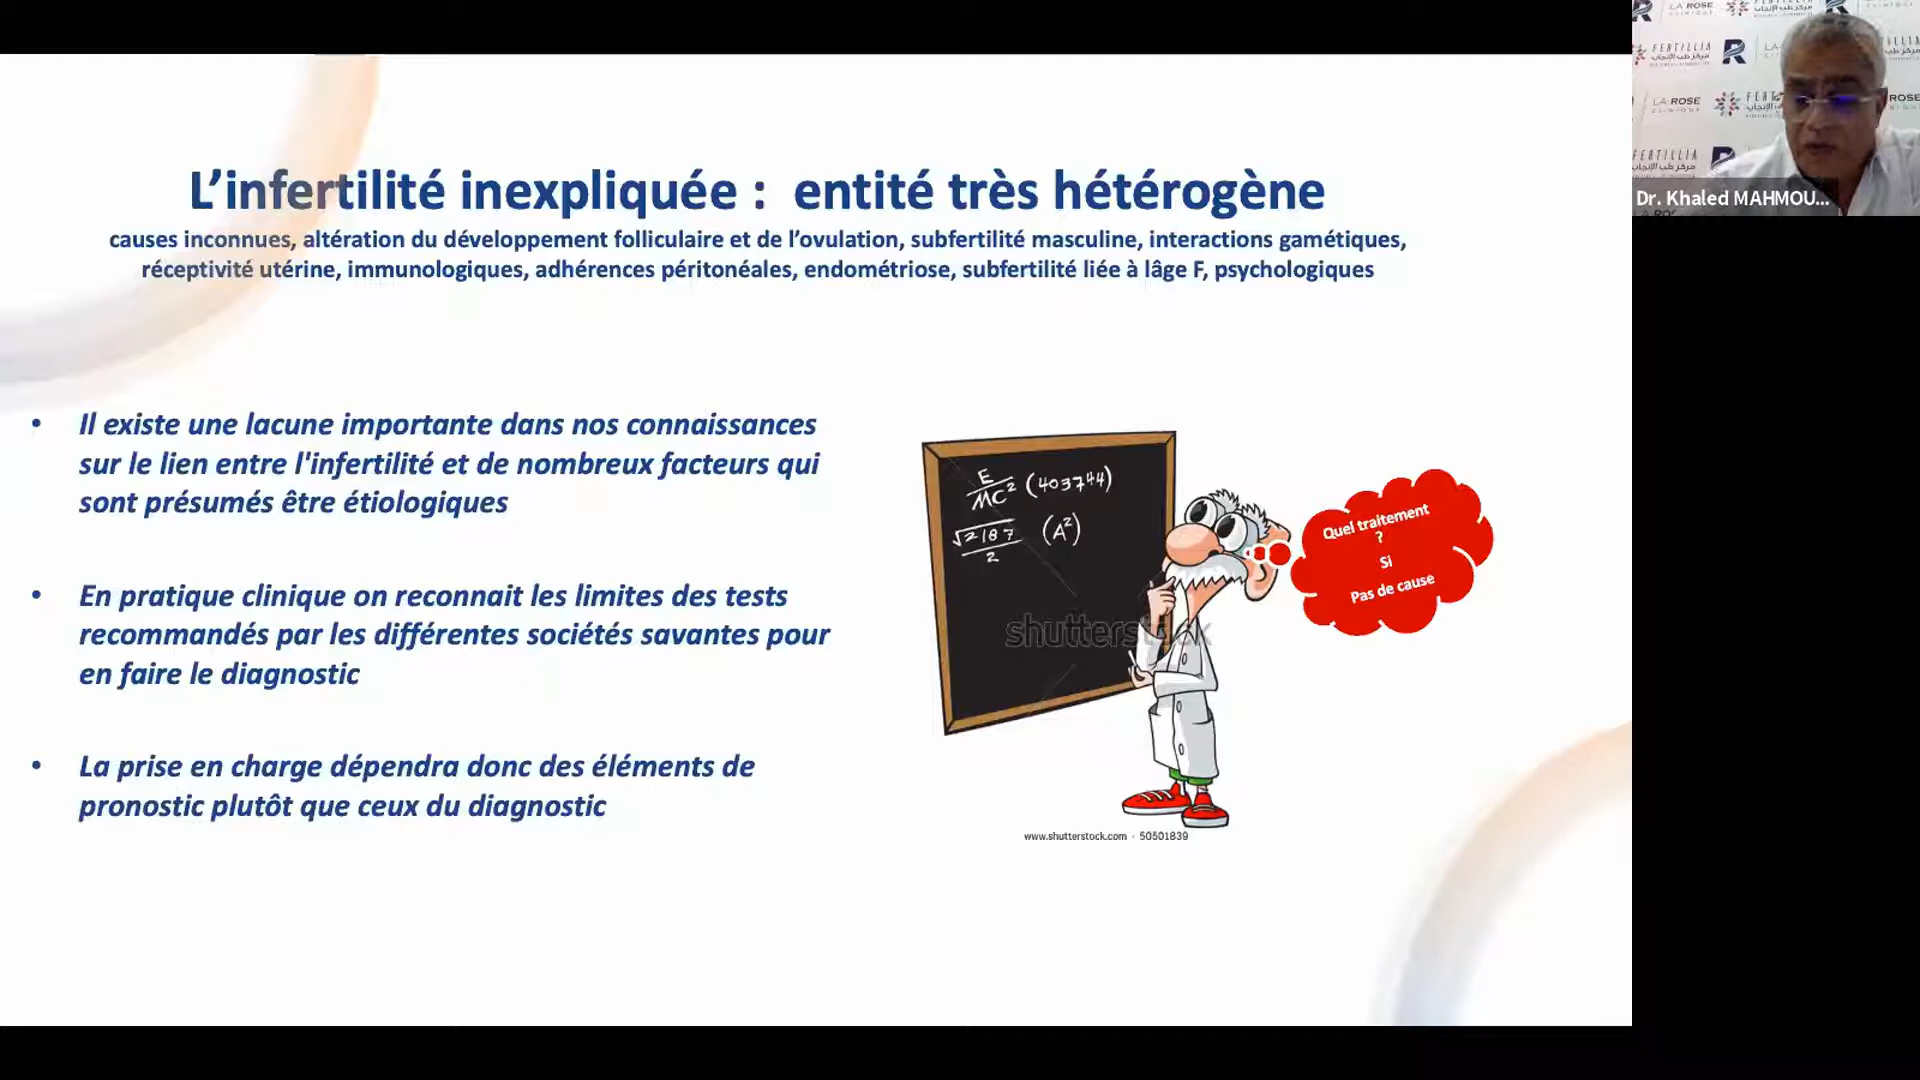 L'infertilité inexpliquée : entité très hétérogène
causes inconnues, altération du développement folliculaire et de l'ovulation, subfertilité masculine, interactions gamétiques,
réceptivité utérine, immunologiques, adhérences péritonéales, endométriose, subfertilité liée à lâge F, psychologiques
• Il existe une lacune importante dans nos connaissances
sur le lien entre l'infertilité et de nombreux facteurs qui
sont présumés être étiologiques
• En pratique clinique on reconnait les limites des tests
recommandés par les différentes sociétés savantes pour
en faire le diagnostic
• La prise en charge dépendra donc des éléments de
pronostic plutôt que ceux du diagnostic
E
MC² (403744)
√2187 (A²)
2
Quel traitement
?
Si
Pas de cause
shutterstock
www.shutterstock.com · 50501839
LA ROSE
CLINIQUE
FERTILLIA
مركز طب الإنجاب
LA ROSE
CLINIQUE
FERTILLIA
Dr. Khaled MAHMOU...